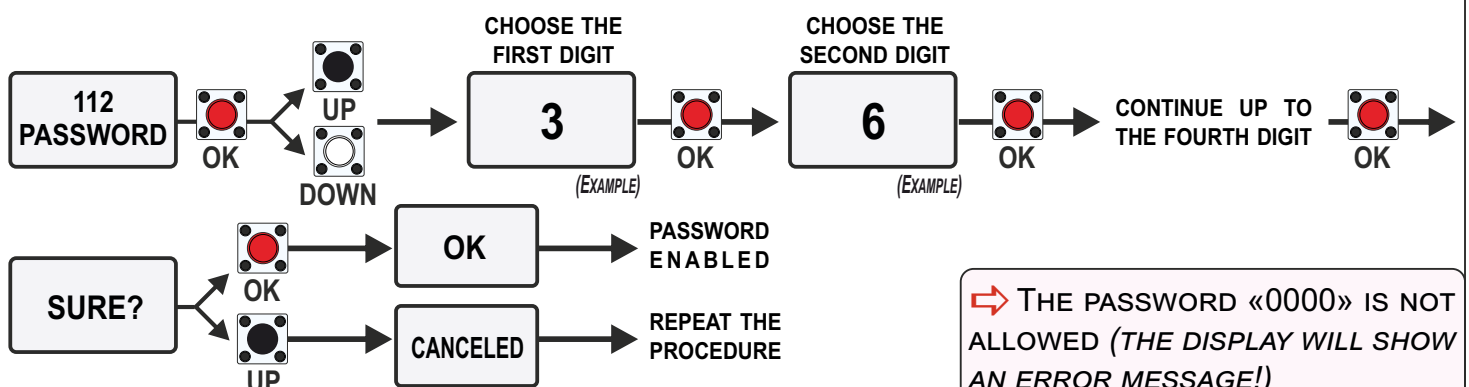 CHOOSE THE
FIRST DIGIT
CHOOSE THE
SECOND DIGIT
112
PASSWORD
OK
UP
DOWN
3
(EXAMPLE)
OK
6
(EXAMPLE)
OK
CONTINUE UP TO
THE FOURTH DIGIT
OK
SURE?
OK
OK
PASSWORD
ENABLED
UP
CANCELED
REPEAT THE
PROCEDURE
THE PASSWORD «0000» IS NOT
ALLOWED (THE DISPLAY WILL SHOW
AN ERROR MESSAGE!)